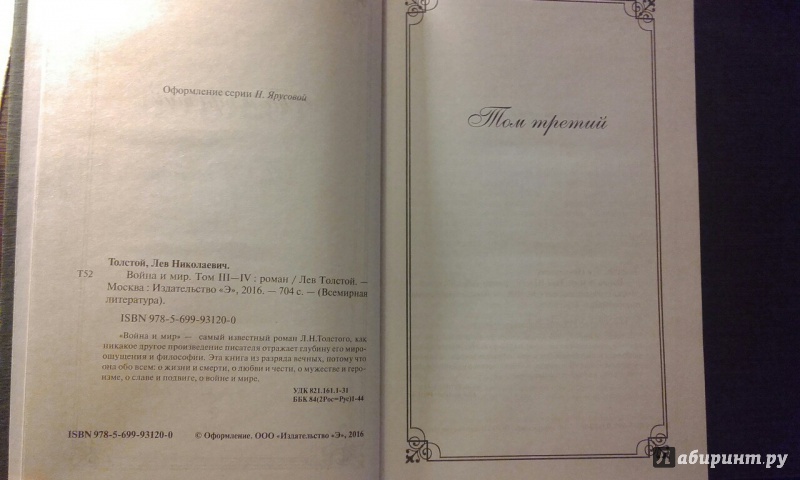 Оформление серии Н. Ярусовой
Толстой, Лев Николаевич.
Т52 Война и мир. Том III—IV : роман / Лев Толстой. —
Москва : Издательство «Э», 2016. — 704 с. — (Всемирная
литература).
ISBN 978-5-699-93120-0
«Война и мир» — самый известный роман Л.Н.Толстого, как
никакое другое произведение писателя отражает глубину его миро-
ощущения и философии. Эта книга из разряда вечных, потому что
она обо всем: о жизни и смерти, о любви и чести, о мужестве и геро-
изме, о славе и подвиге, о войне и мире.
УДК 821.161.1-31
ББК 84(2Рос=Рус)1-44
ISBN 978-5-699-93120-0 © Оформление. ООО «Издательство «Э», 2016
Том третий
Лабиринт.ру